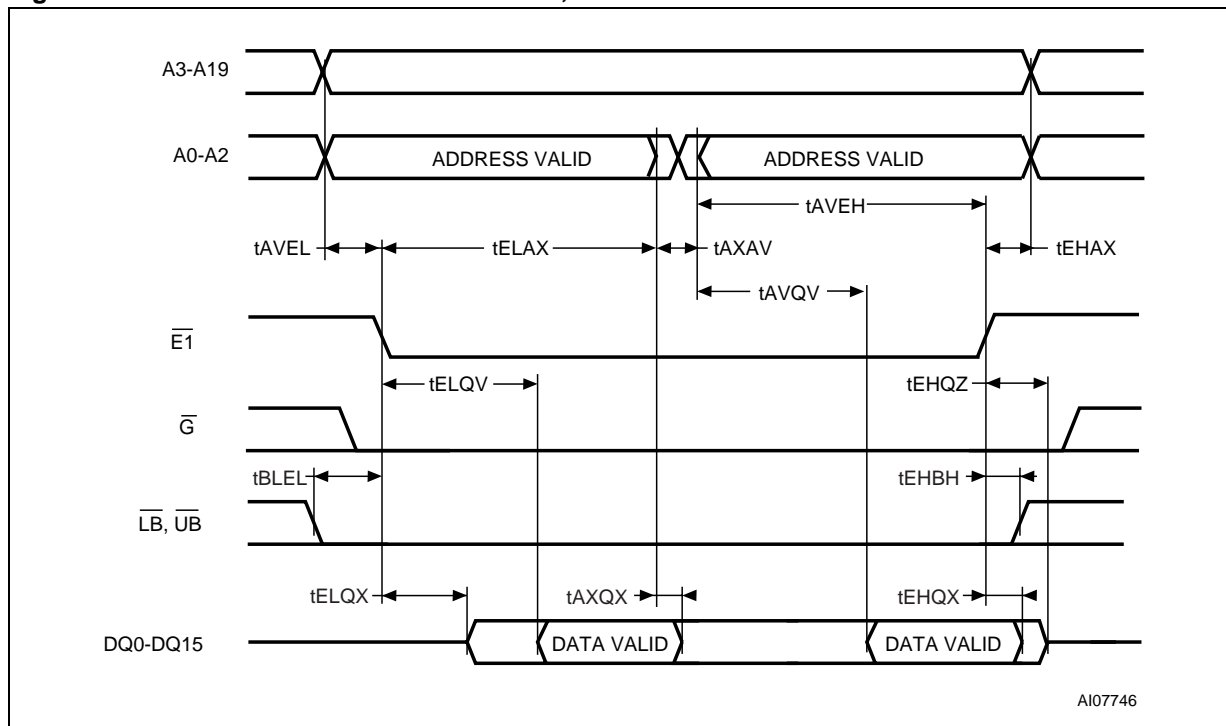 A3-A19
A0-A2
ADDRESS VALID
ADDRESS VALID
tAVEH
tAVEL
tELAX
tAXAV
tEHAX
tAVQV
E1
tELQV
tEHQZ
G
tBLEL
tEHBH
LB, UB
tELQX
tAXQX
tEHQX
DQ0-DQ15
DATA VALID
DATA VALID
AI07746